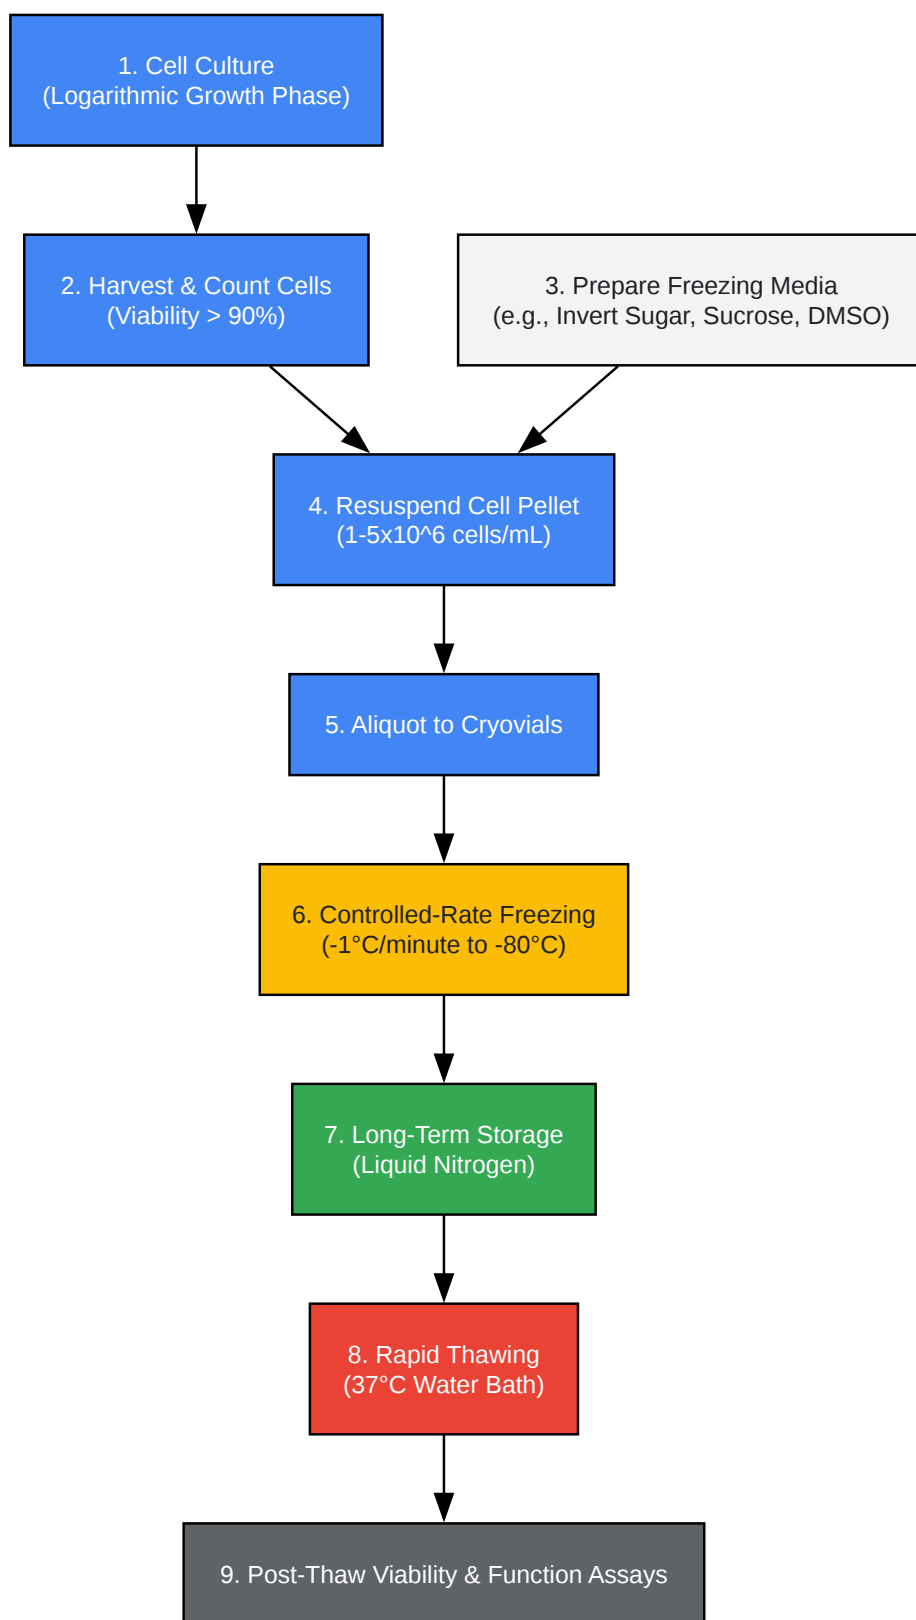 1. Cell Culture
(Logarithmic Growth Phase)
2. Harvest & Count Cells
(Viability > 90%)
3. Prepare Freezing Media
(e.g., Invert Sugar, Sucrose, DMSO)
4. Resuspend Cell Pellet
(1-5x10^6 cells/mL)
5. Aliquot to Cryovials
6. Controlled-Rate Freezing
(-1°C/minute to -80°C)
7. Long-Term Storage
(Liquid Nitrogen)
8. Rapid Thawing
(37°C Water Bath)
9. Post-Thaw Viability & Function Assays